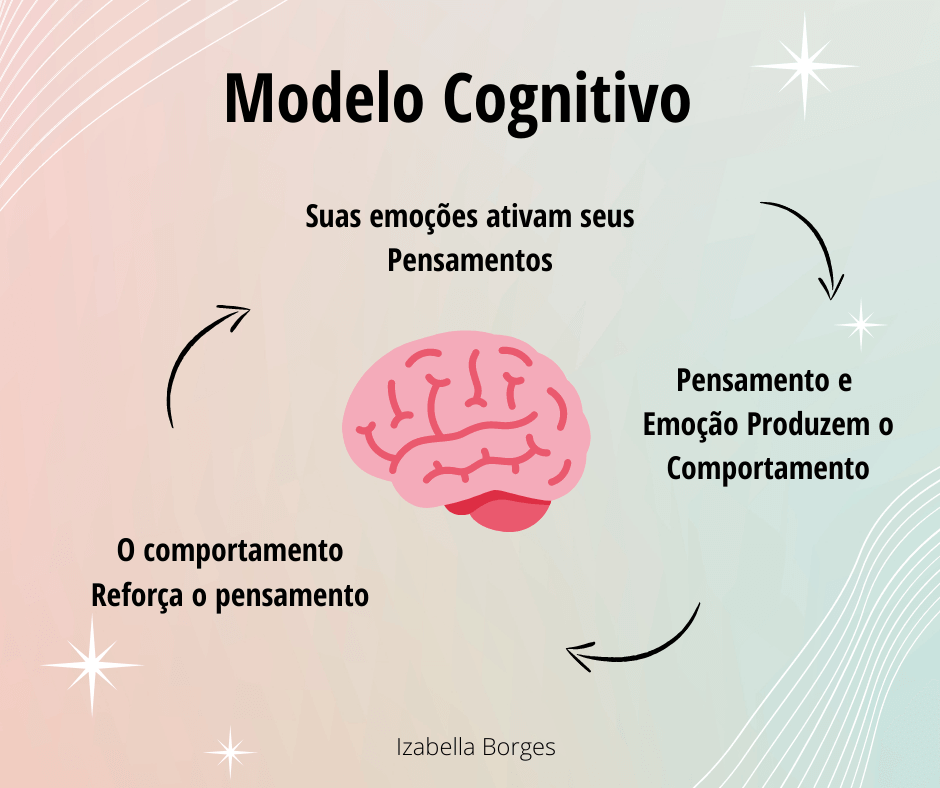 Modelo Cognitivo
Suas emoções ativam seus
Pensamentos
Pensamento e
Emoção Produzem o
Comportamento
O comportamento
Reforça o pensamento
Izabella Borges